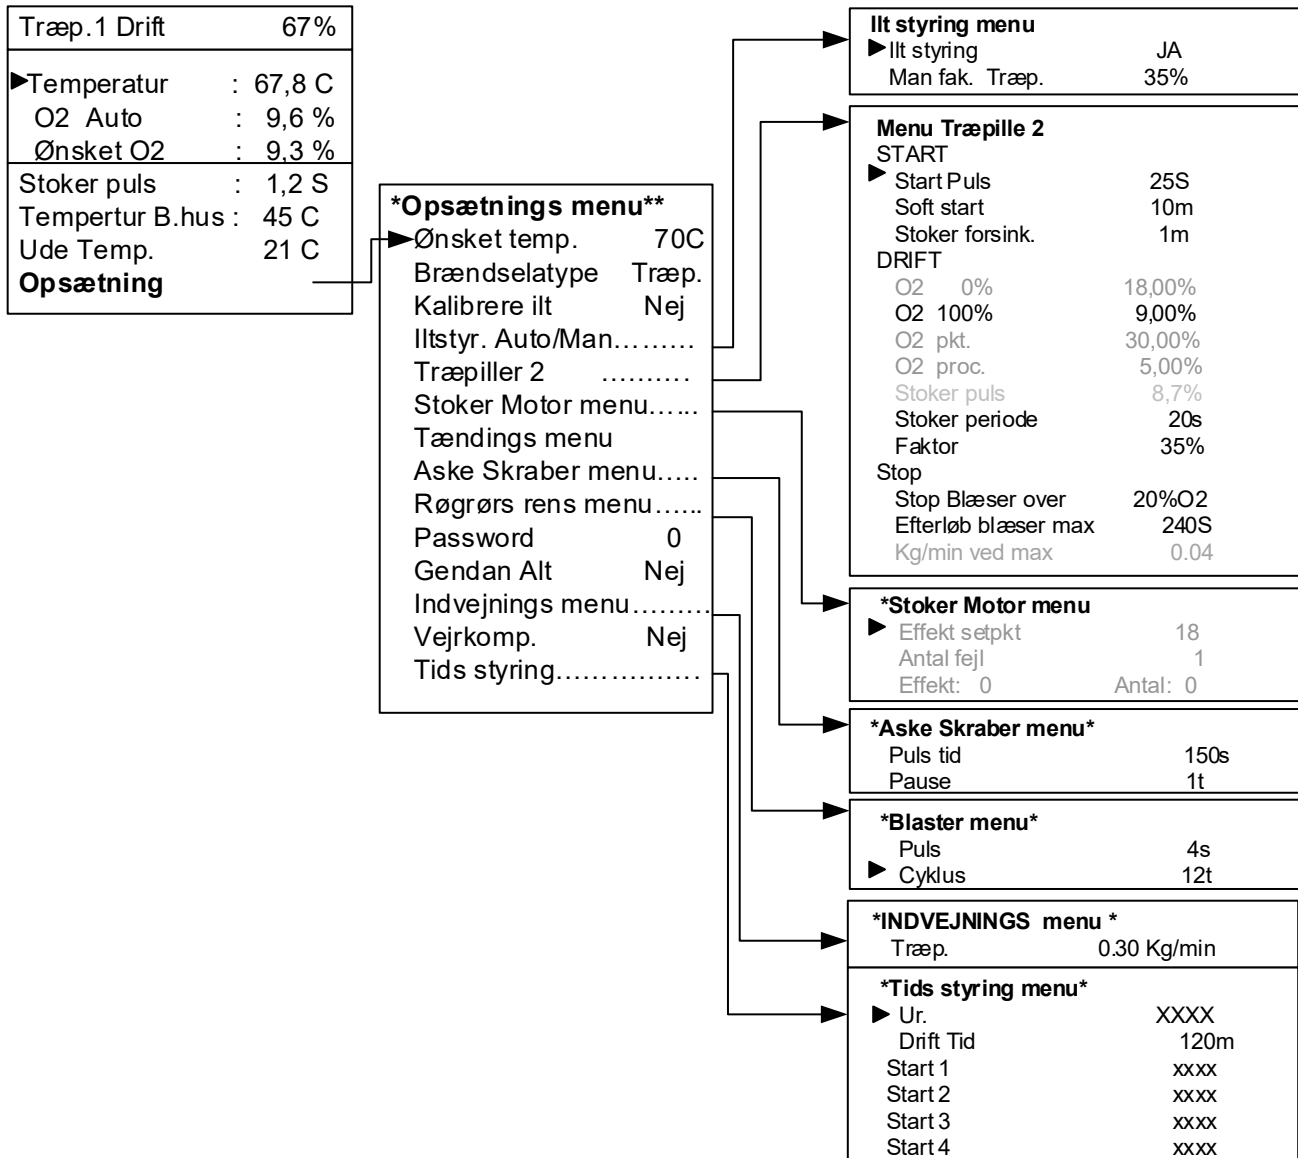 Træp.1 Drift 67%
Temperatur : 67,8 C
O2 Auto : 9,6 %
Ønsket O2 : 9,3 %
Stoker puls : 1,2 S
Tempertur B.hus : 45 C
Ude Temp. 21 C
Opsætning
*Opsætnings menu**
Ønsket temp. 70C
Brændselatype Træp.
Kalibrere ilt Nej
Iltstyr. Auto/Man.........
Træpiller 2 ..........
Stoker Motor menu......
Tændings menu
Aske Skraber menu.....
Røgrørs rens menu......
Password 0
Gendan Alt Nej
Indvejnings menu.........
Vejrkomp. Nej
Tids styring................
Ilt styring menu
Ilt styring JA
Man fak. Træp. 35%
Menu Træpille 2
START
Start Puls 25S
Soft start 10m
Stoker forsink. 1m
DRIFT
O2 0% 18,00%
O2 100% 9,00%
O2 pkt. 30,00%
O2 proc. 5,00%
Stoker puls 8,7%
Stoker periode 20s
Faktor 35%
Stop
Stop Blæser over 20%O2
Efterløb blæser max 240S
Kg/min ved max 0.04
*Stoker Motor menu
Effekt setpkt 18
Antal fejl 1
Effekt: 0 Antal: 0
*Aske Skraber menu*
Puls tid 150s
Pause 1t
*Blaster menu*
Puls 4s
Cyklus 12t
*INDVEJNINGS menu *
Træp. 0.30 Kg/min
*Tids styring menu*
Ur. XXXX
Drift Tid 120m
Start 1 xxxx
Start 2 xxxx
Start 3 xxxx
Start 4 xxxx